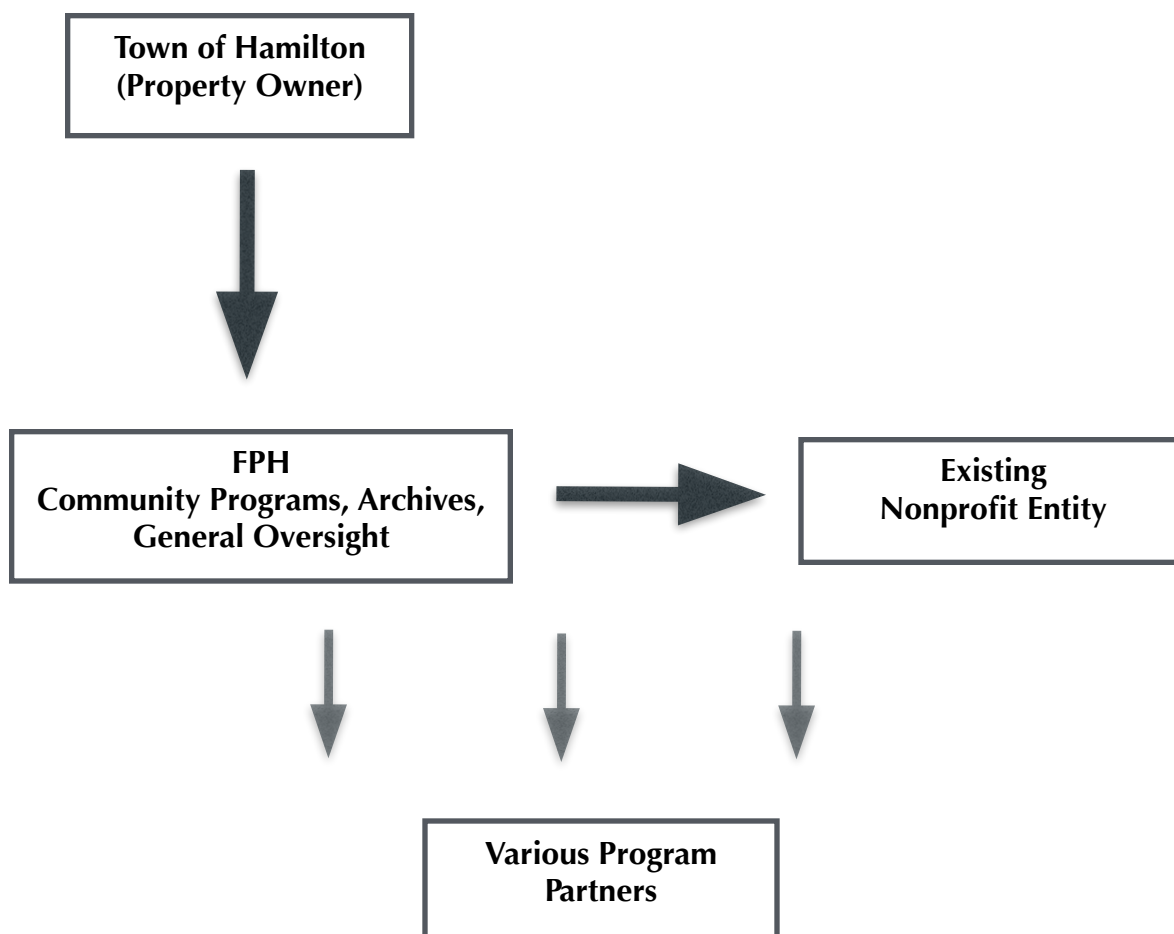 Town of Hamilton
(Property Owner)
FPH
Community Programs, Archives,
General Oversight
Existing
Nonprofit Entity
Various Program
Partners